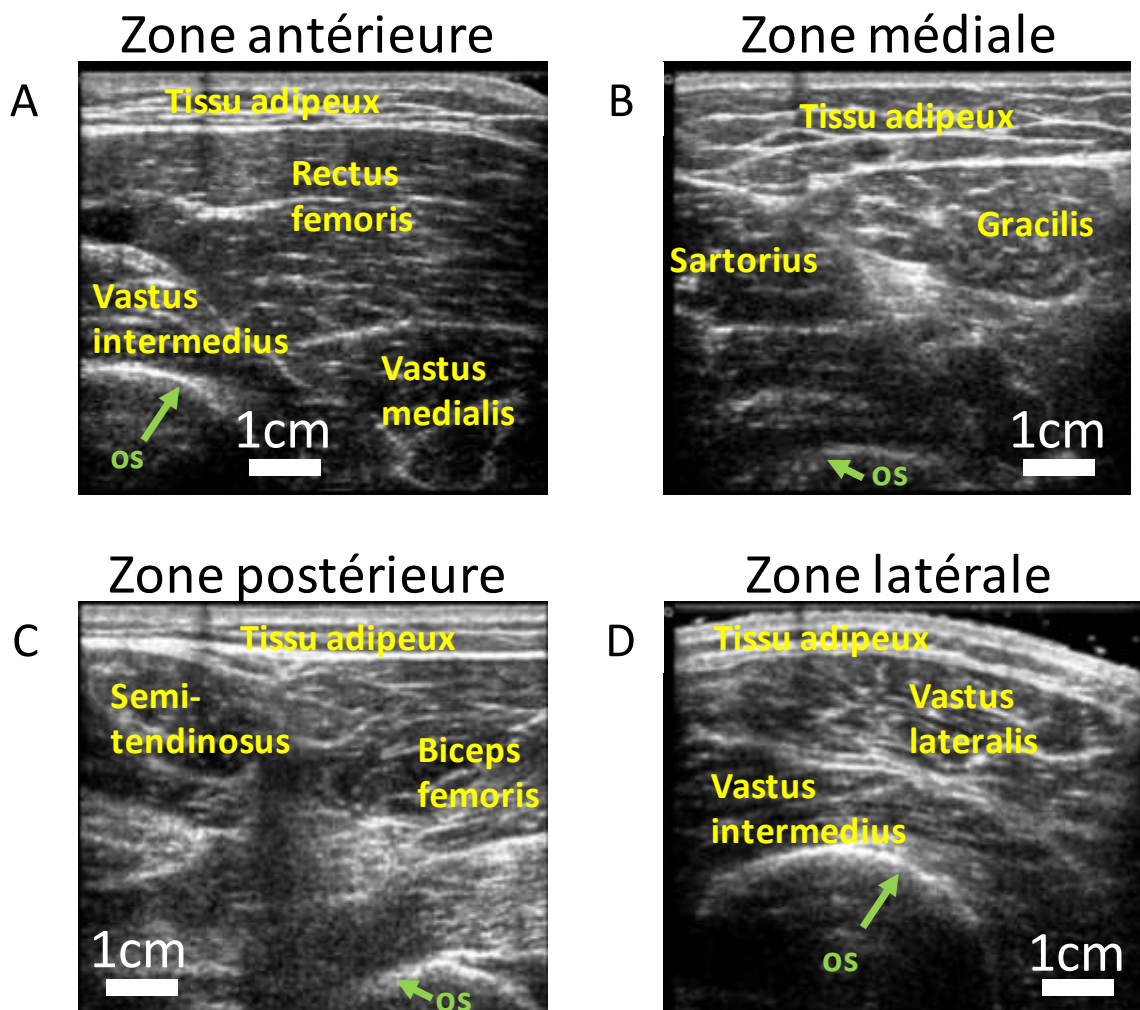 Zone antérieure
A
Tissu adipeux
Rectus
femoris
Vastus
intermedius
Vastus
medialis
os
1cm
Zone médiale
B
Tissu adipeux
Gracilis
Sartorius
os
1cm
Zone postérieure
C
Tissu adipeux
Semi-
tendinosus
Biceps
femoris
1cm
os
Zone latérale
D
Tissu adipeux
Vastus
lateralis
Vastus
intermedius
os
1cm